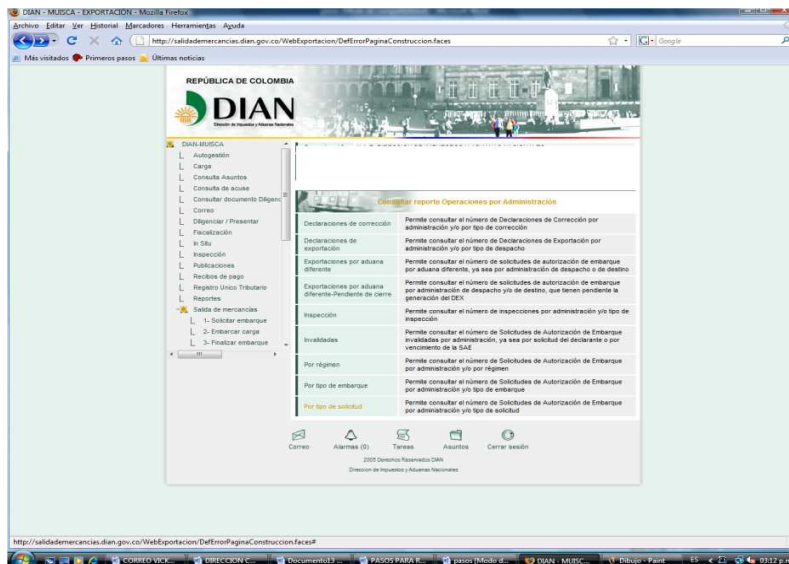 DIAN - MUISCA - EXPORTACIÓN - Mozilla Firefox
Archivo Editar Ver Historial Marcadores Herramientas Ayuda
http://salidademercancias.dian.gov.co/WebExportacion/DefErrorPaginaConstruccion.faces
Google
Más visitados Primeros pasos Últimas noticias
REPÚBLICA DE COLOMBIA
DIAN
Dirección de Impuestos y Aduanas Nacionales
DIAN-MUISCA
Autogestión
Carga
Consulta Asuntos
Consulta de acuse
Consultar documento Diligenc
Correo
Diligenciar / Presentar
Fiscalización
In Situ
Inspección
Publicaciones
Recibos de pago
Registro Unico Tributario
Reportes
Salida de mercancías
1- Solicitar embarque
2- Embarcar carga
3- Finalizar embarque
Consultar reporte Operaciones por Administración
Declaraciones de corrección
Permite consultar el número de Declaraciones de Corrección por
administración y/o por tipo de corrección
Declaraciones de
exportación
Permite consultar el número de Declaraciones de Exportación por
administración y/o por tipo de despacho
Exportaciones por aduana
diferente
Permite consultar el número de solicitudes de autorización de embarque
por aduana diferente, ya sea por administración de despacho o de destino
Exportaciones por aduana
diferente-Pendiente de cierre
Permite consultar el número de solicitudes de autorización de embarque
por administración de despacho y/o de destino, que tienen pendiente la
generación del DEX
Inspección
Permite consultar el número de inspecciones por administración y/o tipo de
inspección
Invalidadas
Permite consultar el número de Solicitudes de Autorización de Embarque
invalidadas por administración, ya sea por solicitud del declarante o por
vencimiento de la SAE
Por régimen
Permite consultar el número de Solicitudes de Autorización de Embarque
por administración y/o por régimen
Por tipo de embarque
Permite consultar el número de Solicitudes de Autorización de Embarque
por administración y/o tipo de embarque
Por tipo de solicitud
Permite consultar el número de Solicitudes de Autorización de Embarque
por administración y/o tipo de solicitud
Correo Alarmas (0) Tareas Asuntos Cerrar sesión
2005 Derechos Reservados DIAN
Direccion de Impuestos y Aduanas Nacionales
http://salidademercancias.dian.gov.co/WebExportacion/DefErrorPaginaConstruccion.faces#
CORREO VICK... DIRECCION C... Documento13 ... PASOS PARA R... pasos [Modo d... DIAN - MUISC... Dibujo - Paint ES 03:12 p.m.